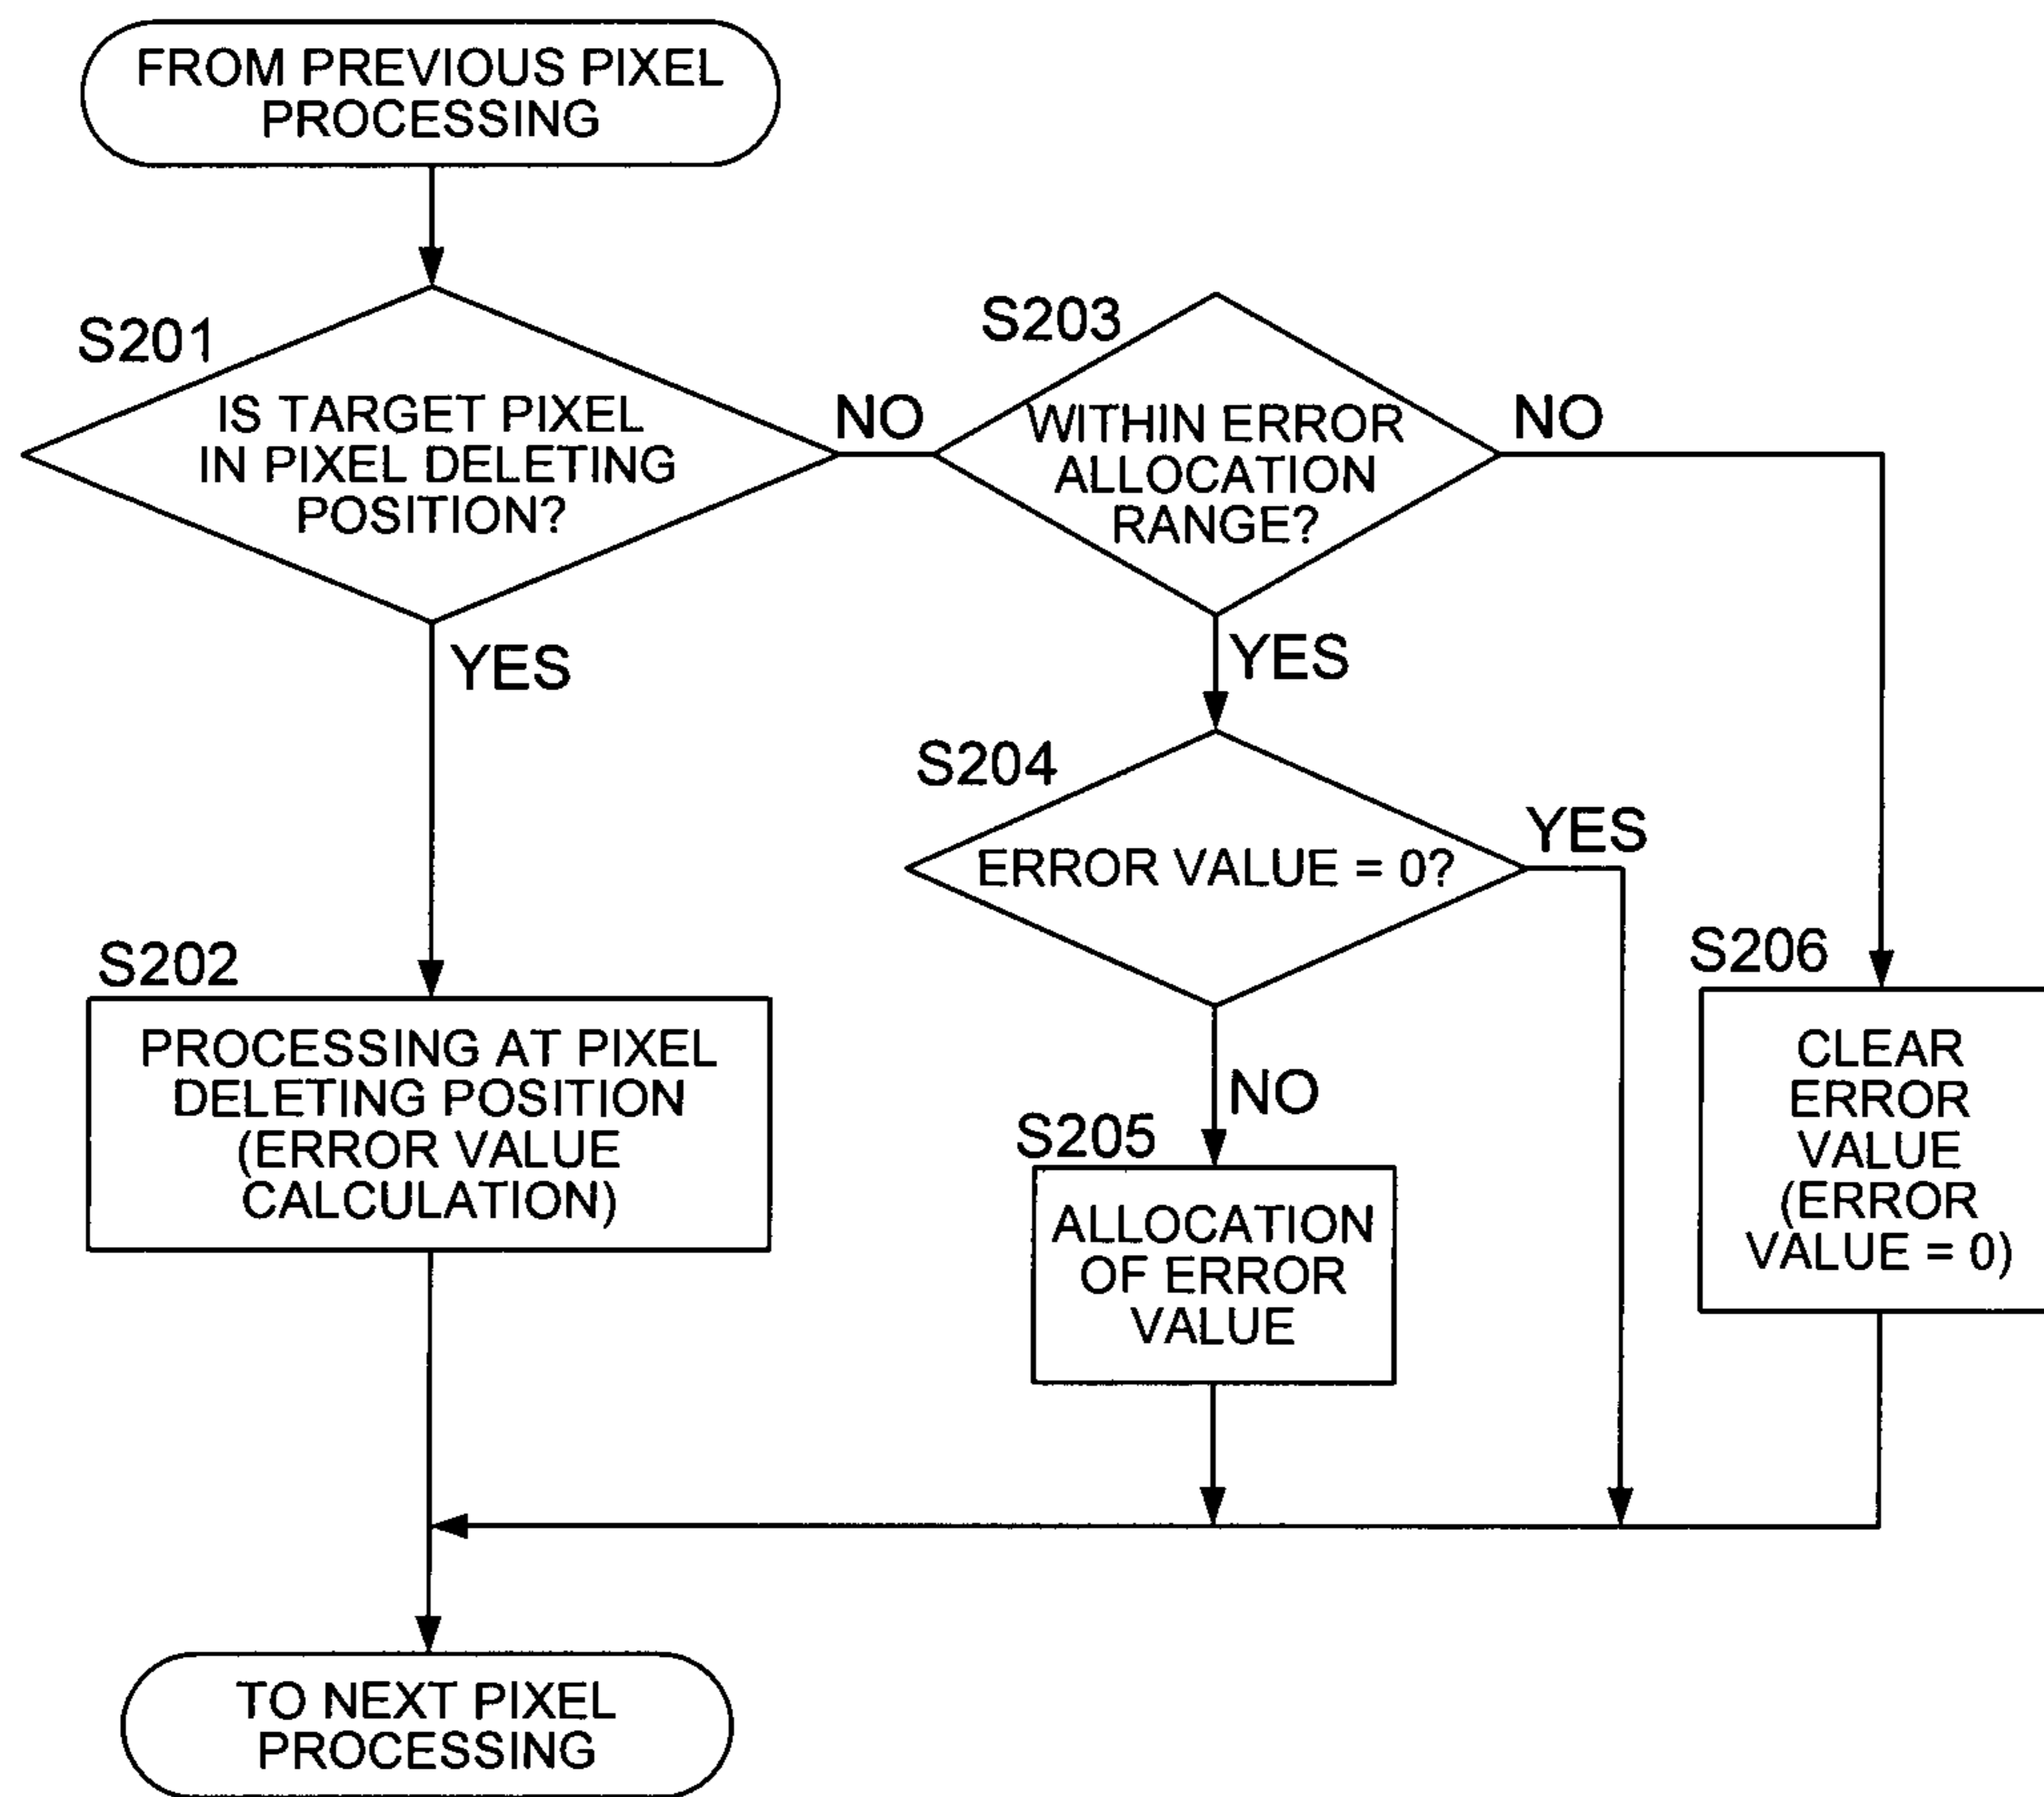 FROM PREVIOUS PIXEL
PROCESSING
S201
IS TARGET PIXEL
IN PIXEL DELETING
POSITION?
NO
YES
S203
WITHIN ERROR
ALLOCATION
RANGE?
NO
YES
S204
ERROR VALUE = 0?
YES
NO
S202
PROCESSING AT PIXEL
DELETING POSITION
(ERROR VALUE
CALCULATION)
S205
ALLOCATION
OF ERROR
VALUE
S206
CLEAR
ERROR
VALUE
(ERROR
VALUE = 0)
TO NEXT PIXEL
PROCESSING